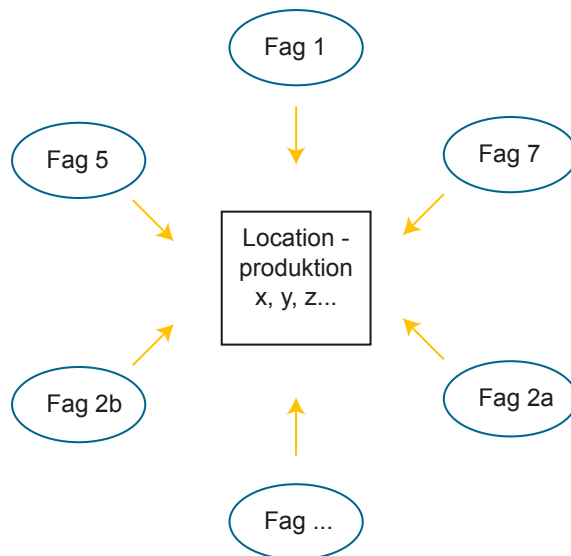 Fag 1
Fag 5
Fag 7
Location -
produktion
x, y, z...
Fag 2b
Fag 2a
Fag ...